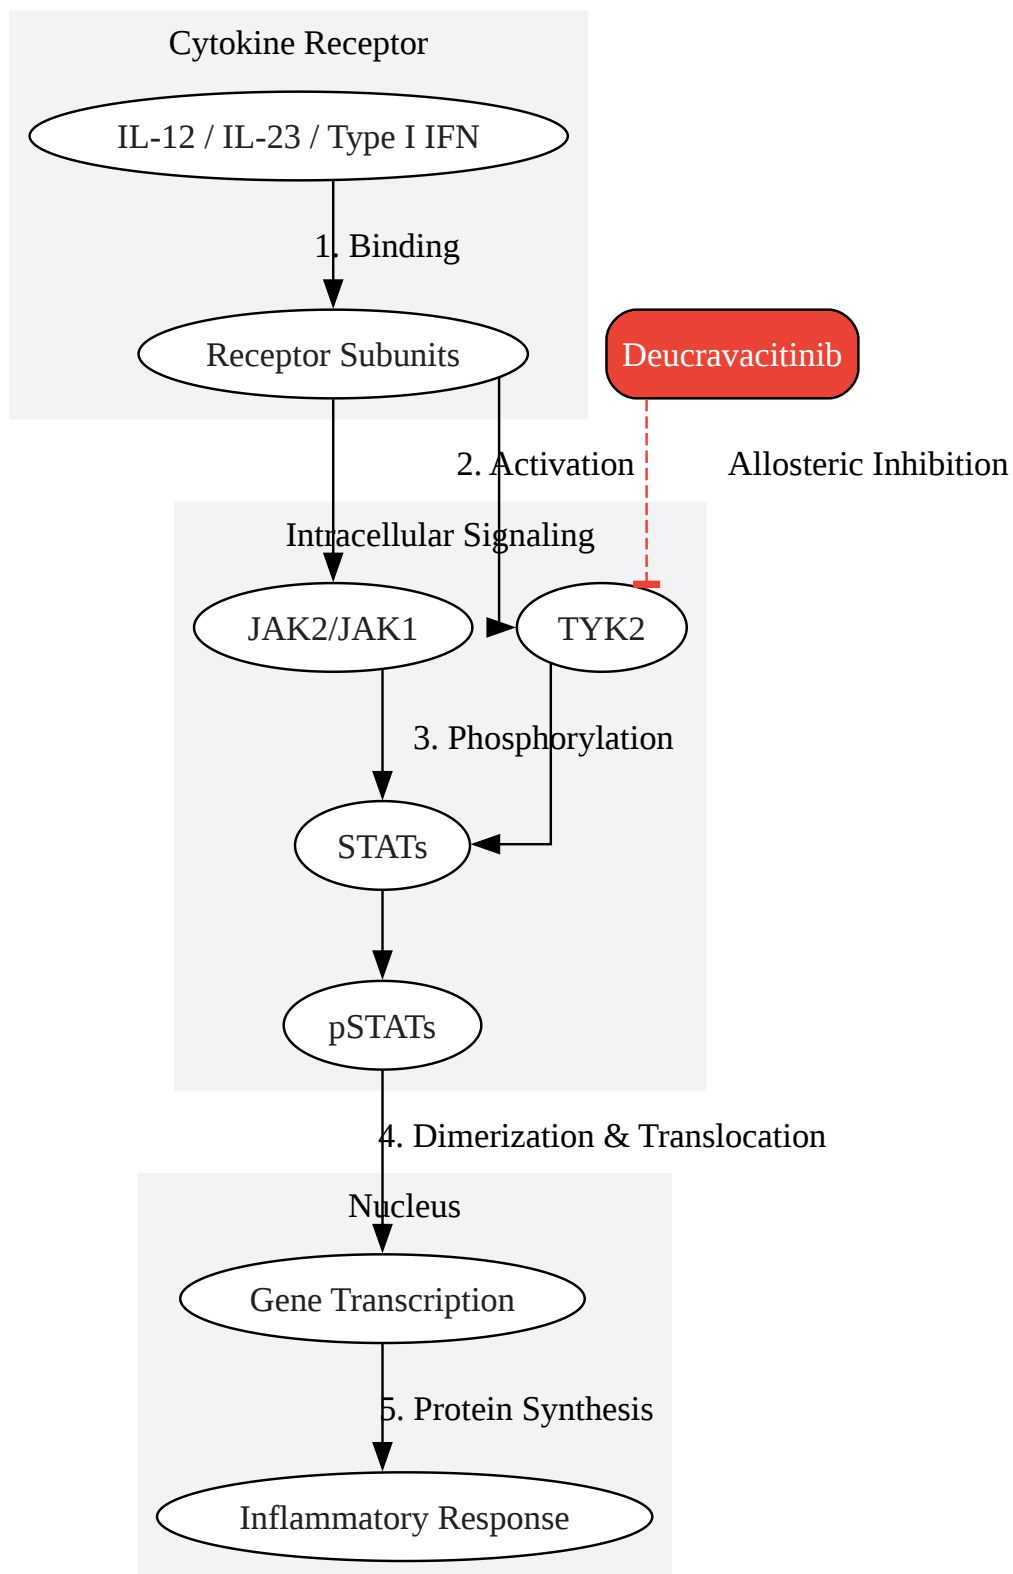 Cytokine Receptor
IL-12 / IL-23 / Type I IFN
1. Binding
Receptor Subunits
Deucravacitinib
2. Activation
Allosteric Inhibition
Intracellular Signaling
JAK2/JAK1
TYK2
3. Phosphorylation
STATs
pSTATs
4. Dimerization & Translocation
Nucleus
Gene Transcription
5. Protein Synthesis
Inflammatory Response